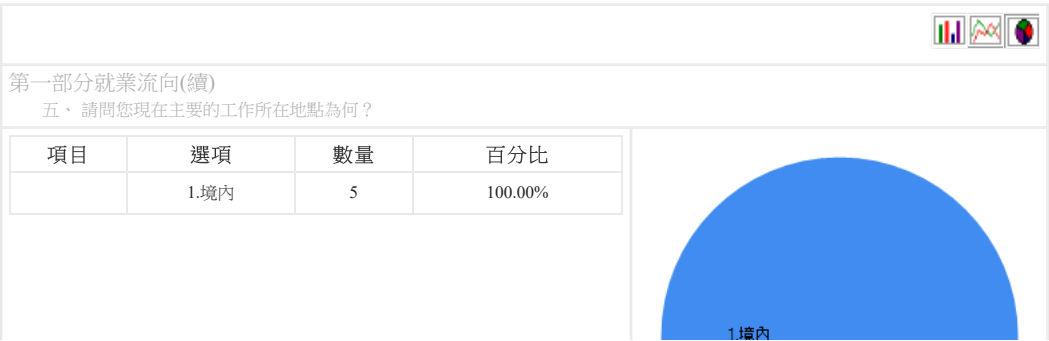 第一部分就業流向(續)
五、 請問您現在主要的工作所在地點為何？
項目 選項 數量 百分比
1.境內 5 100.00%
1.境內